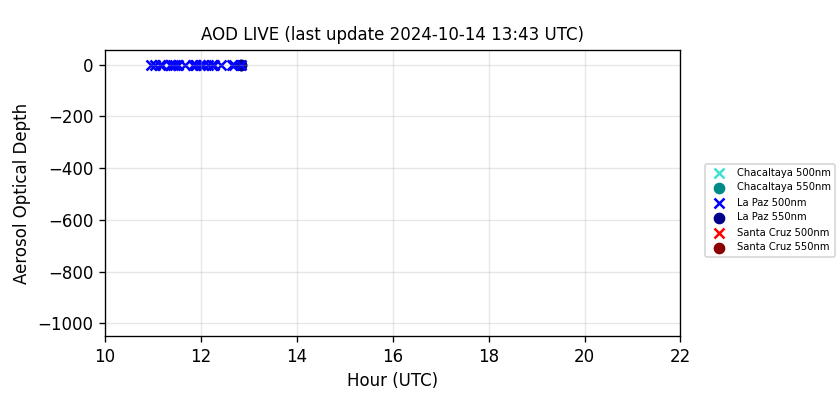 AOD LIVE (last update 2024-10-14 13:43 UTC)
Aerosol Optical Depth
0
−200
−400
−600
−800
−1000
10 12 14 16 18 20 22
Hour (UTC)
Chacaltaya 500nm
Chacaltaya 550nm
La Paz 500nm
La Paz 550nm
Santa Cruz 500nm
Santa Cruz 550nm